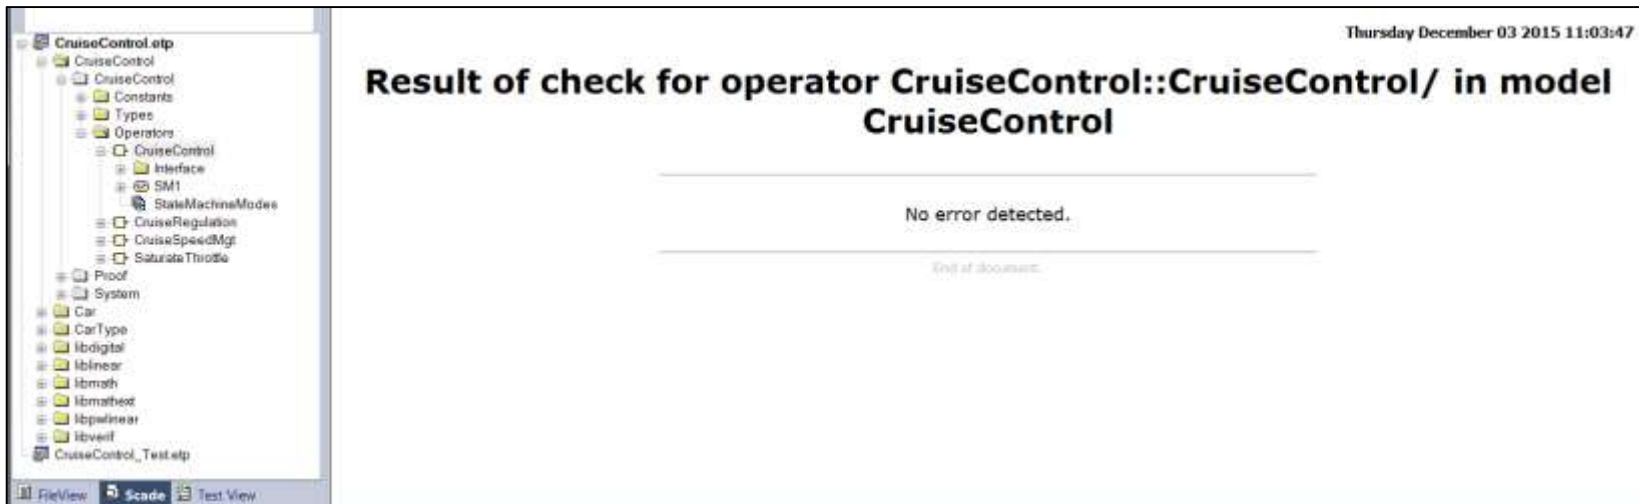 CruiseControl.etp
CruiseControl
CruiseControl
Constants
Types
Operators
CruiseControl
Interface
SM1
StateMachineModes
CruiseRegulation
CruiseSpeedMgt
SaturateThrottle
Proof
System
Car
CarType
libdigital
liblinear
libmath
libmathext
libpwlinear
libverif
CruiseControl_Test.etp
FileView Scade Test View
Thursday December 03 2015 11:03:47
Result of check for operator CruiseControl::CruiseControl/ in model
CruiseControl
No error detected.
End of document.